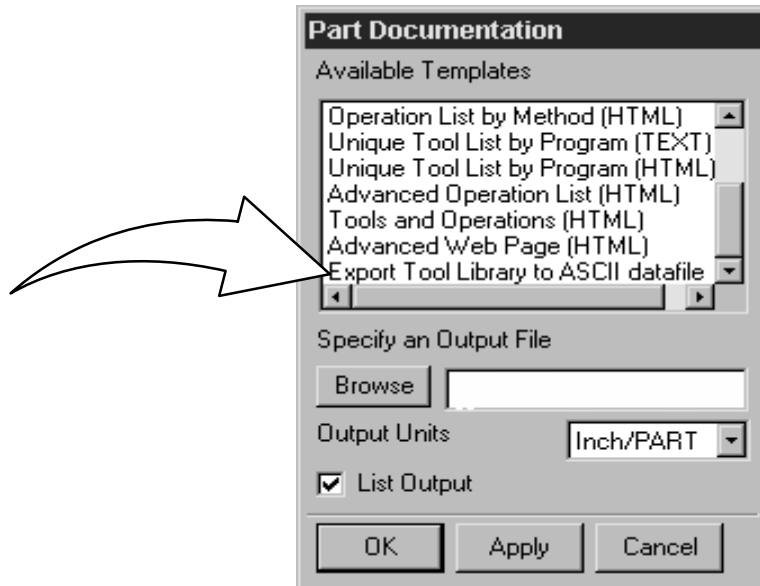 Part Documentation
Available Templates
Operation List by Method (HTML)
Unique Tool List by Program (TEXT)
Unique Tool List by Program (HTML)
Advanced Operation List (HTML)
Tools and Operations (HTML)
Advanced Web Page (HTML)
Export Tool Library to ASCII datafile
Specify an Output File
Browse
Output Units
Inch/PART
List Output
OK Apply Cancel